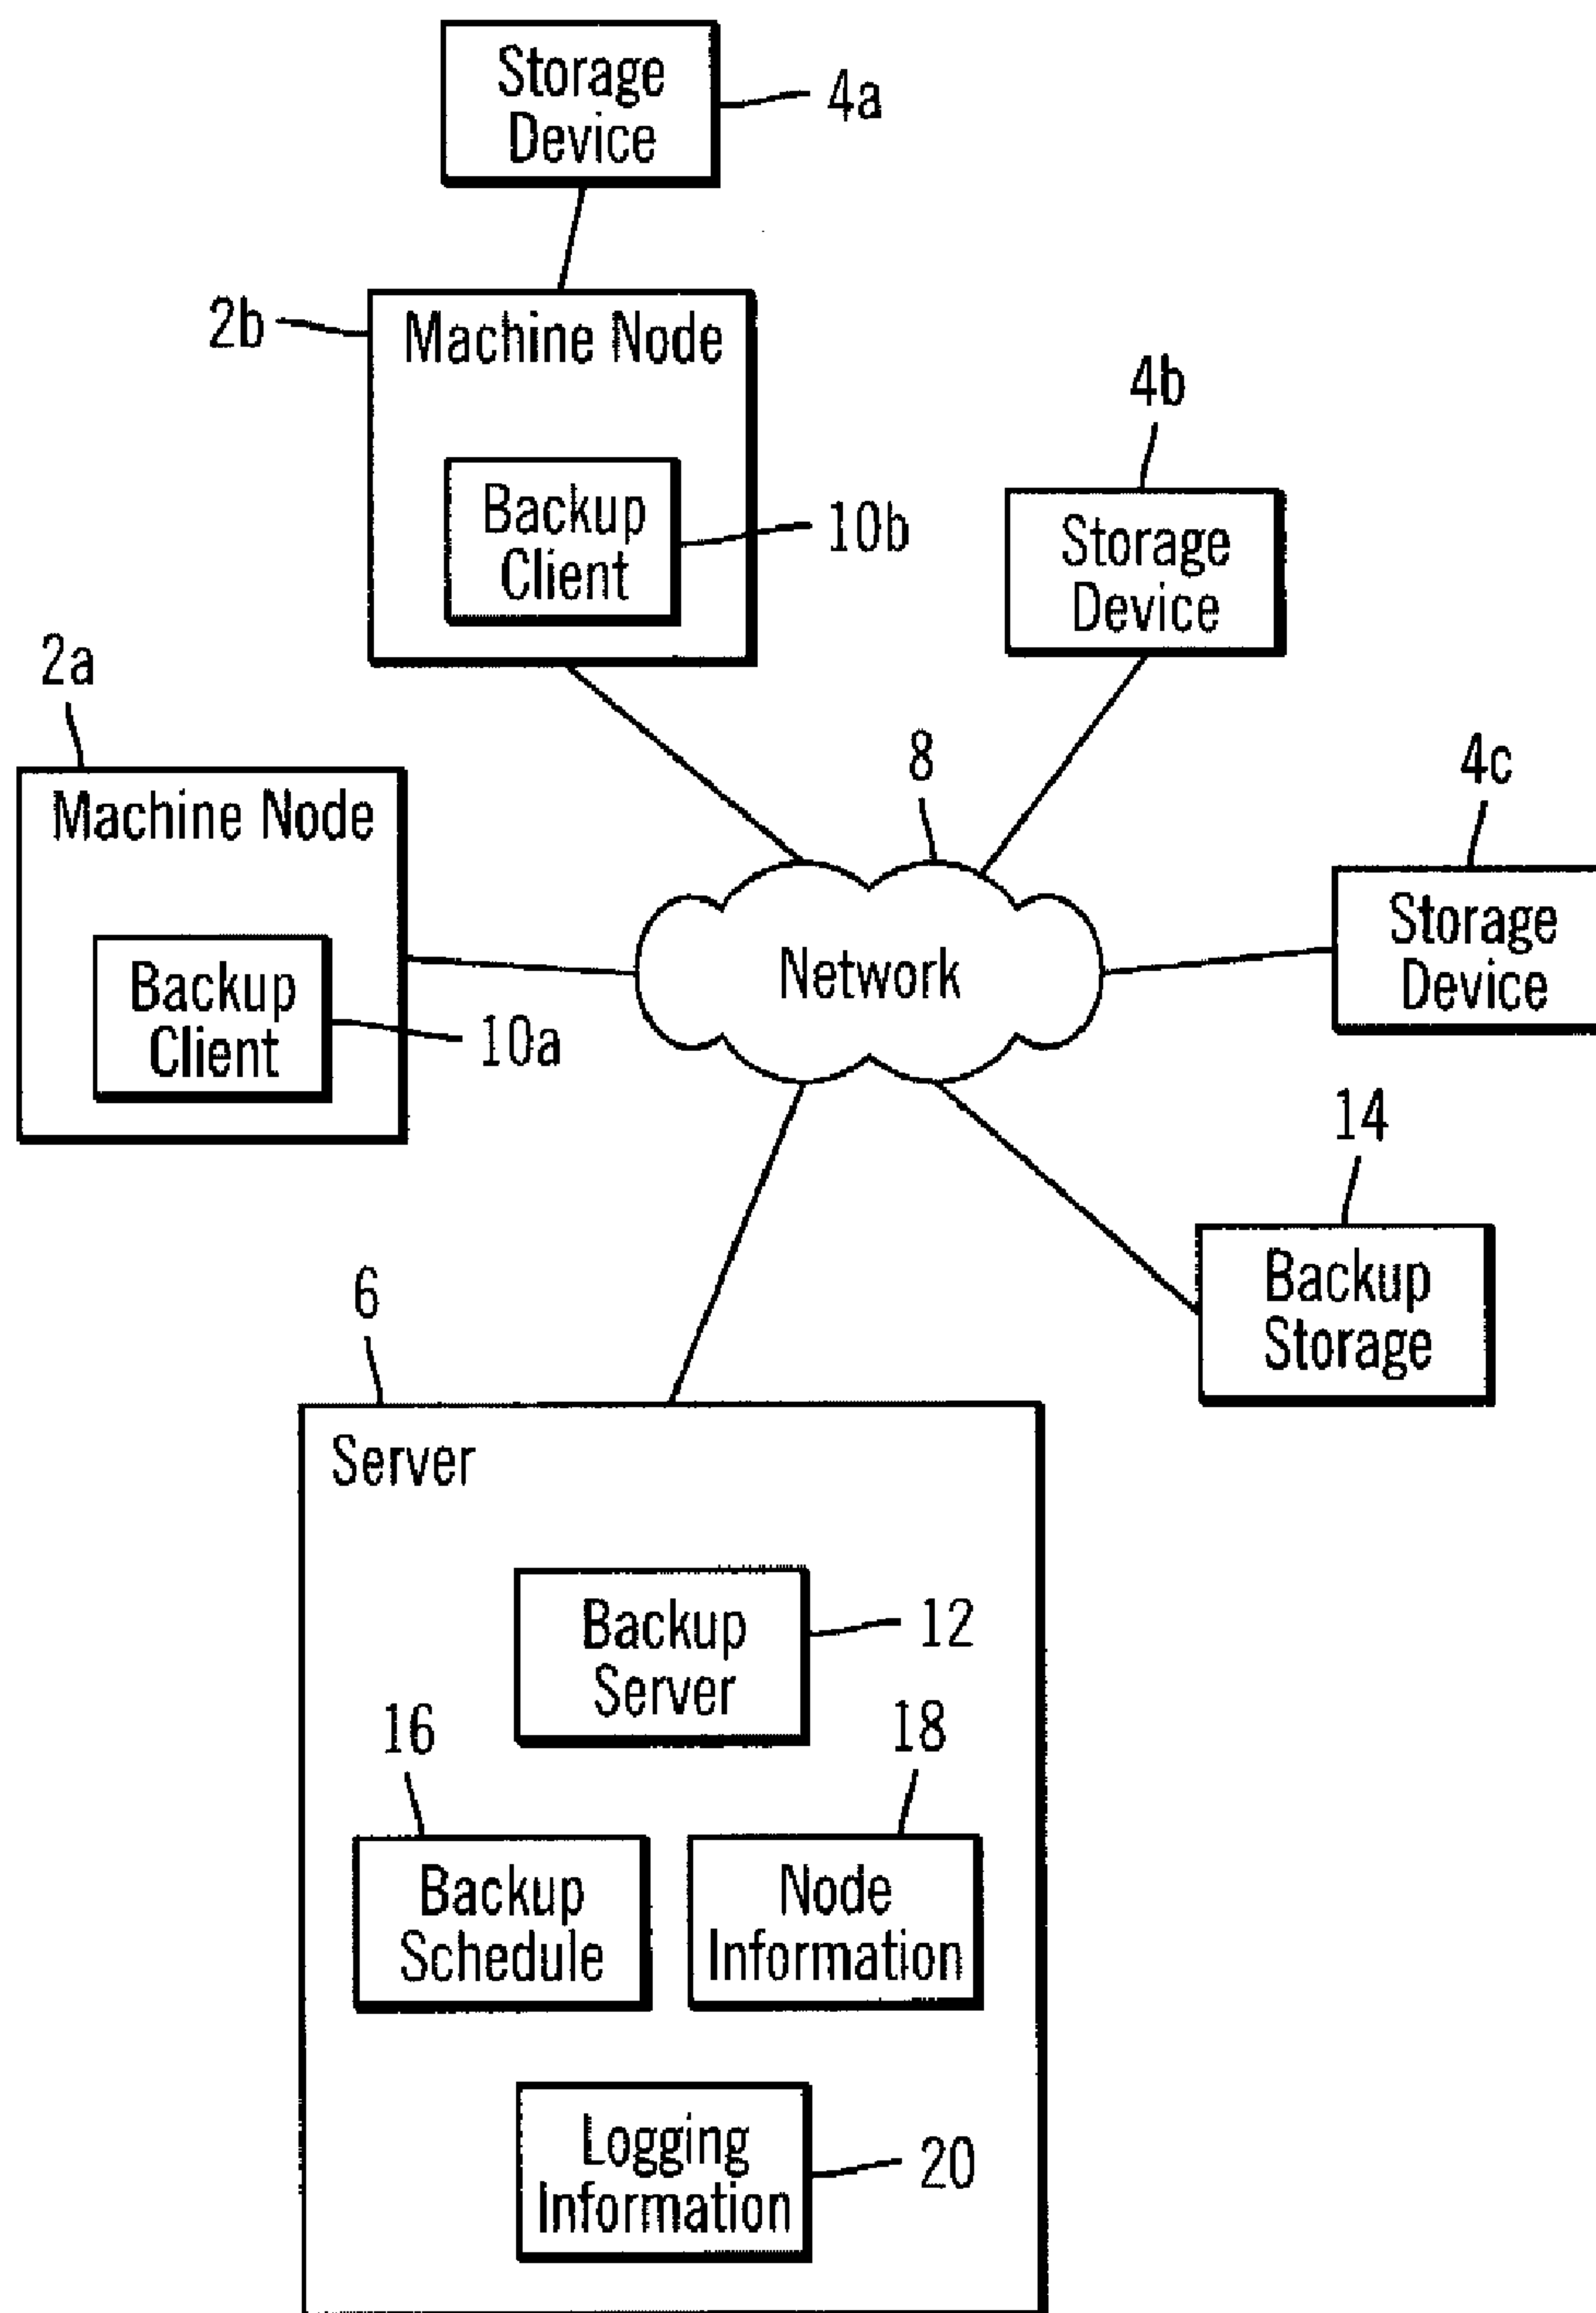 Storage
Device
4a
2b
Machine Node
Backup
Client
10b
4b
Storage
Device
2a
Machine Node
Backup
Client
10a
8
Network
4c
Storage
Device
14
Backup
Storage
6
Server
Backup
Server
12
16
Backup
Schedule
18
Node
Information
Logging
Information
20